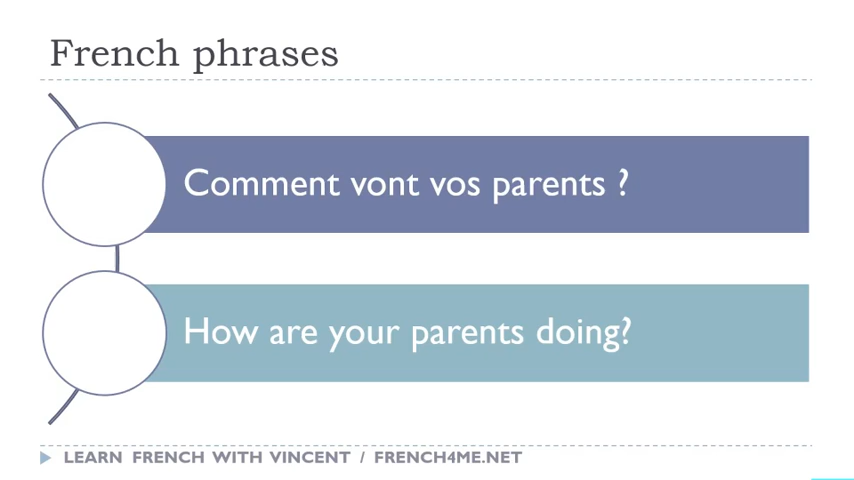 French phrases
Comment vont vos parents ?
How are your parents doing?
LEARN FRENCH WITH VINCENT / FRENCH4ME.NET